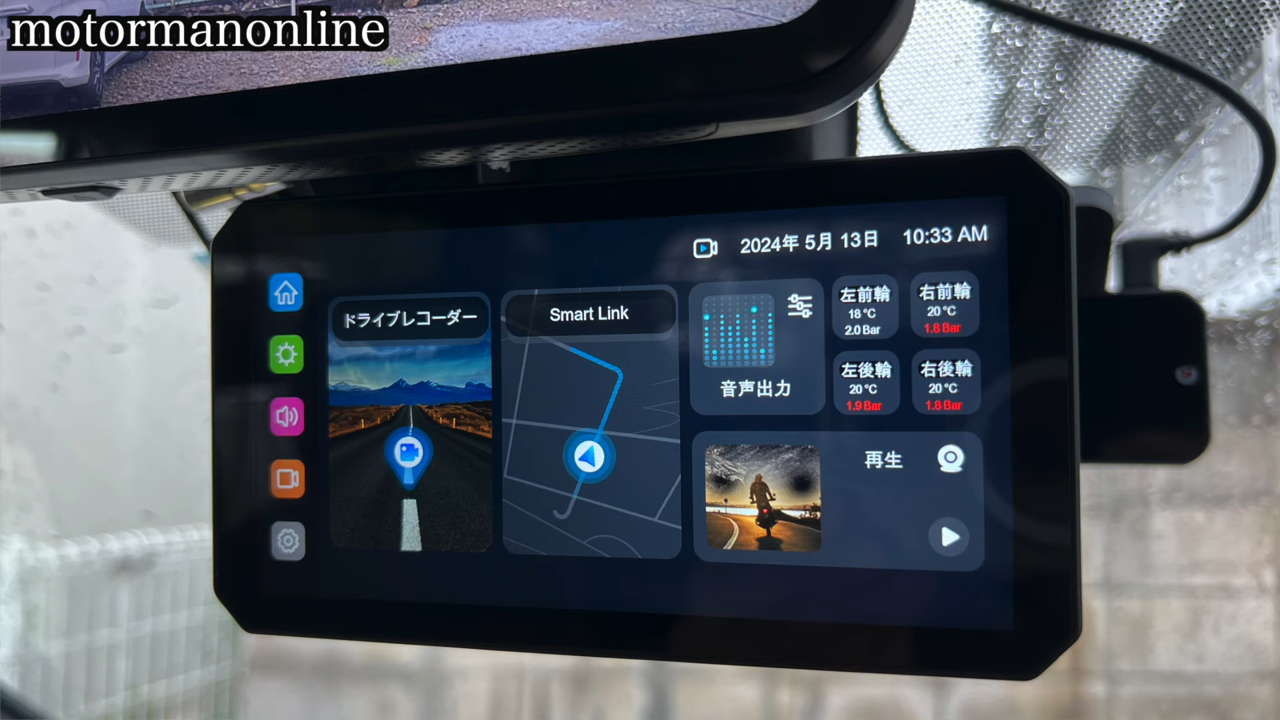 motormanonline
2024年 5月 13日 10:33 AM
ドライブレコーダー
Smart Link
音声出力
左前輪
18 °C
2.0 Bar
右前輪
20 °C
1.8 Bar
左後輪
20 °C
1.9 Bar
右後輪
20 °C
1.8 Bar
再生